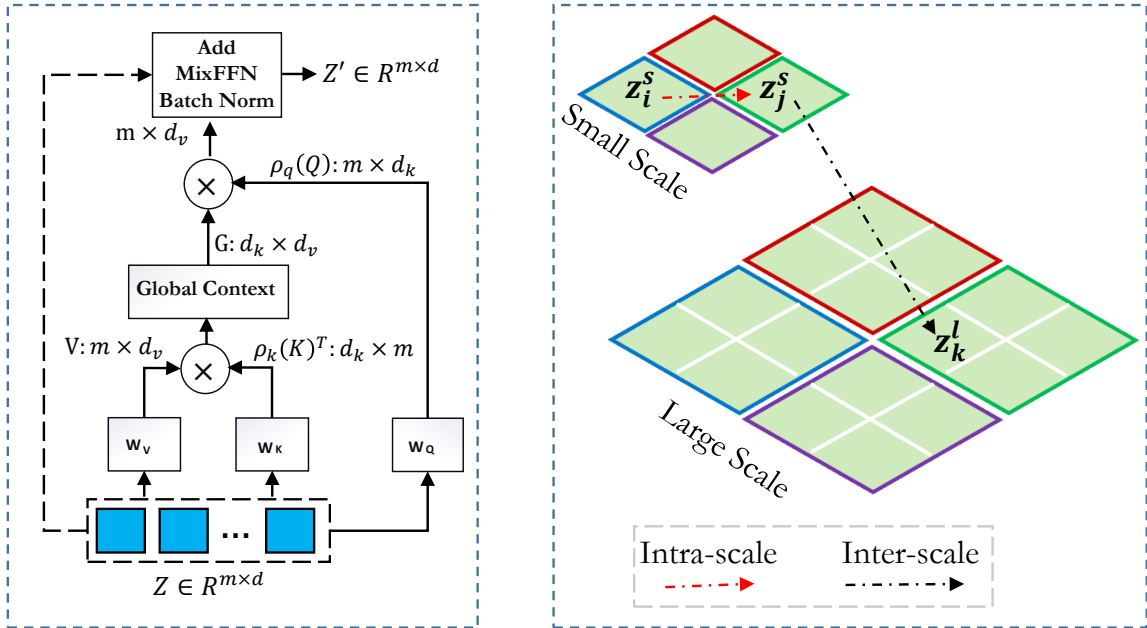 Add
MixFFN
Batch Norm
Z′ ∈ R^{m×d}
m × d_v
ρ_q(Q): m × d_k
×
G: d_k × d_v
Global Context
V: m × d_v
ρ_k(K)^T: d_k × m
×
W_V
W_K
W_Q
...
Z ∈ R^{m×d}
z_i^s
z_j^s
Small Scale
z_k^l
Large Scale
Intra-scale
Inter-scale